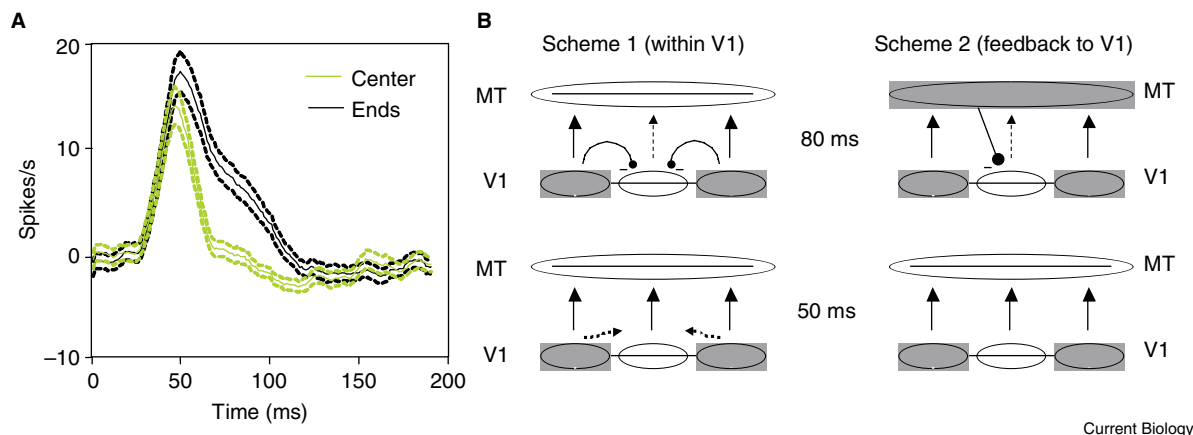 A
20
10
0
–10
Spikes/s
Center
Ends
0 50 100 150 200
Time (ms)
B
Scheme 1 (within V1)
Scheme 2 (feedback to V1)
MT
MT
80 ms
– –
–
V1
V1
MT
MT
50 ms
V1
V1
Current Biology